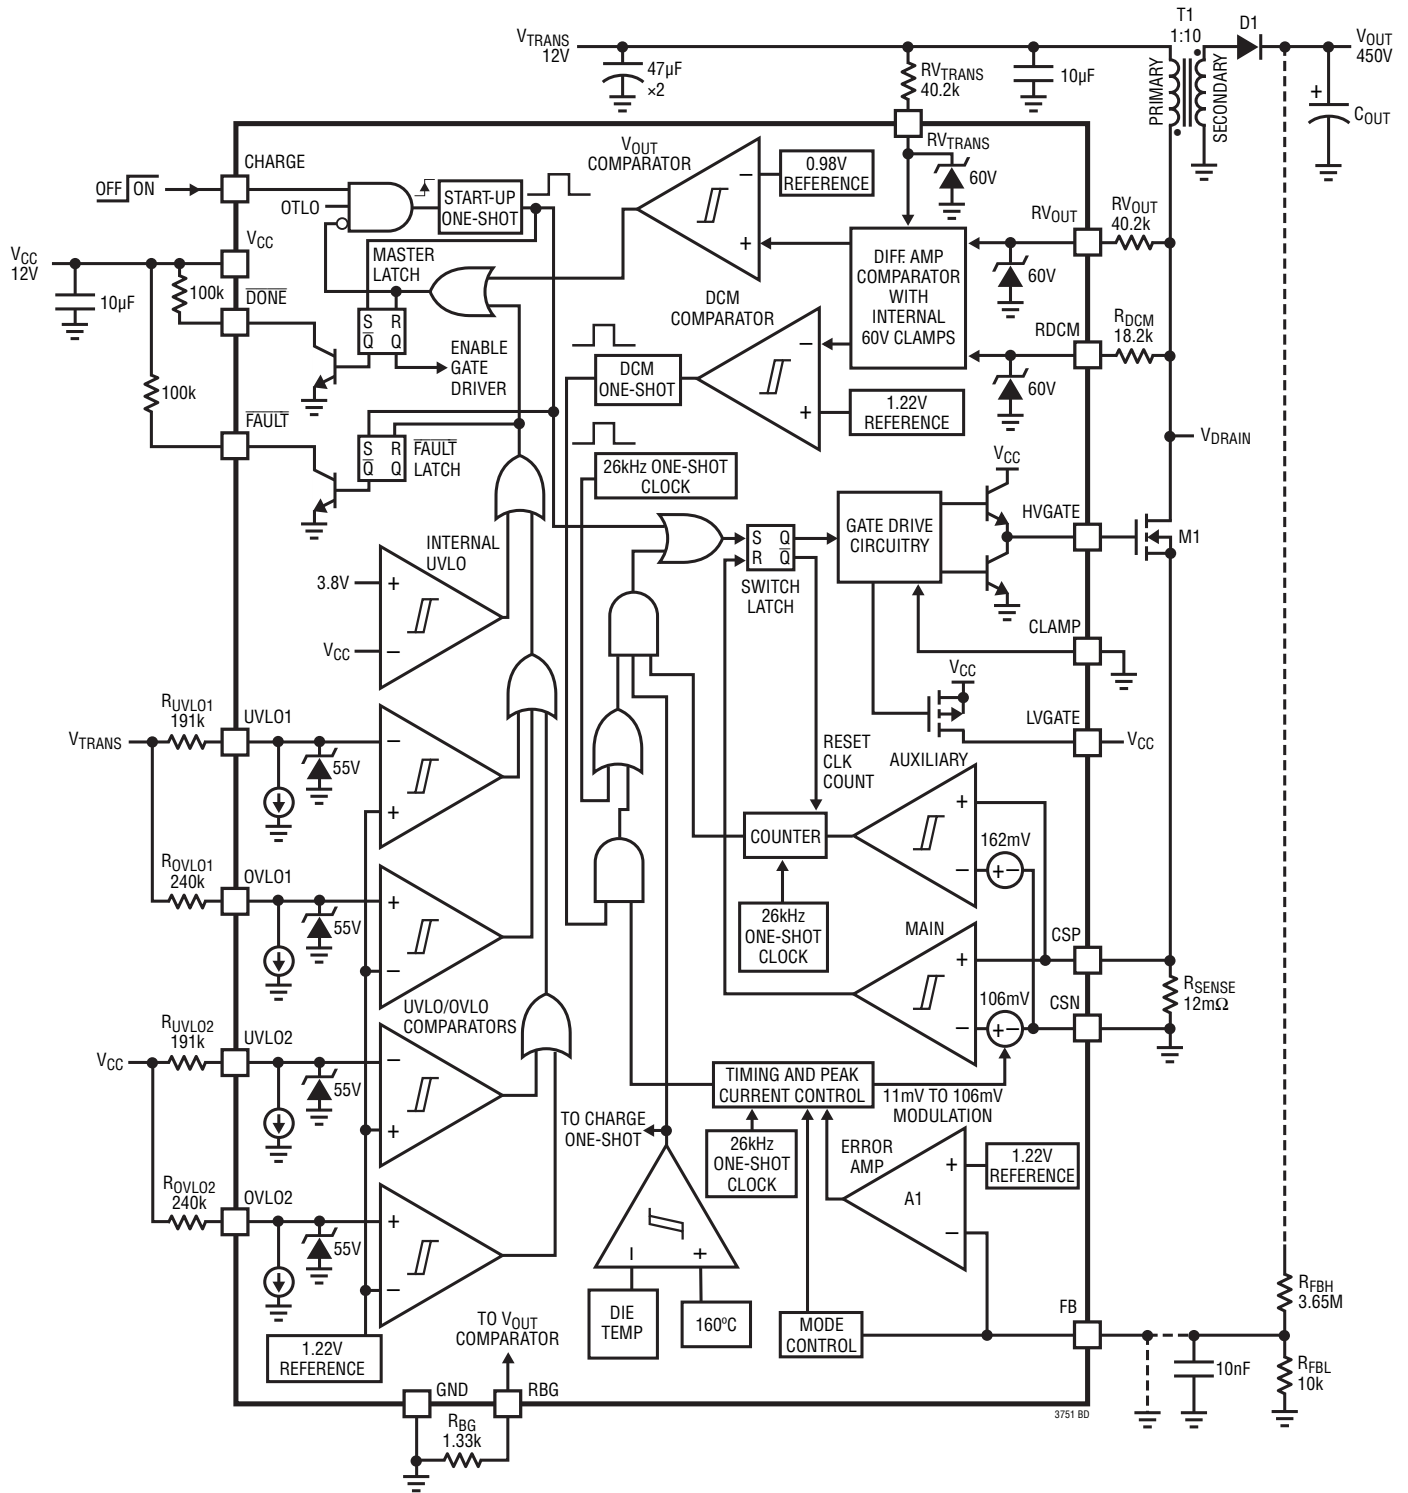 T1
1:10
D1
VTRANS
12V
VOUT
450V
47µF
×2
RVTRANS
40.2k
10µF
PRIMARY
SECONDARY
+
COUT
CHARGE
OFF ON
OTLO
START-UP
ONE-SHOT
VOUT
COMPARATOR
−
+
0.98V
REFERENCE
RVTRANS
60V
RVOUT
RVOUT
40.2k
VCC
VCC
12V
10µF
100k
DONE
MASTER
LATCH
S R
Q Q
ENABLE
GATE
DRIVER
DIFF. AMP
COMPARATOR
WITH
INTERNAL
60V CLAMPS
60V
DCM
COMPARATOR
−
+
RDCM
RDCM
18.2k
60V
DCM
ONE-SHOT
1.22V
REFERENCE
100k
FAULT
S R
Q Q
FAULT
LATCH
26kHz ONE-SHOT
CLOCK
VDRAIN
VCC
GATE DRIVE
CIRCUITRY
HVGATE
M1
S Q
R Q
SWITCH
LATCH
INTERNAL
UVLO
3.8V
+
VCC
−
CLAMP
VCC
LVGATE
VCC
RUVLO1
191k
UVLO1
VTRANS
55V
−
+
RESET
CLK
COUNT
AUXILIARY
+
−
162mV
+−
COUNTER
ROVLO1
240k
OVLO1
55V
+
−
26kHz
ONE-SHOT
CLOCK
MAIN
+
−
106mV
+−
CSP
CSN
RSENSE
12mΩ
UVLO/OVLO
COMPARATORS
RUVLO2
191k
UVLO2
VCC
55V
−
+
TIMING AND PEAK
CURRENT CONTROL
11mV TO 106mV
MODULATION
TO CHARGE
ONE-SHOT
26kHz
ONE-SHOT
CLOCK
ERROR
AMP
A1
+
−
1.22V
REFERENCE
ROVLO2
240k
OVLO2
55V
+
−
− +
DIE
TEMP
160ºC
MODE
CONTROL
FB
RFBH
3.65M
10nF
RFBL
10k
1.22V
REFERENCE
TO VOUT
COMPARATOR
GND
RBG
RBG
1.33k
3751 BD